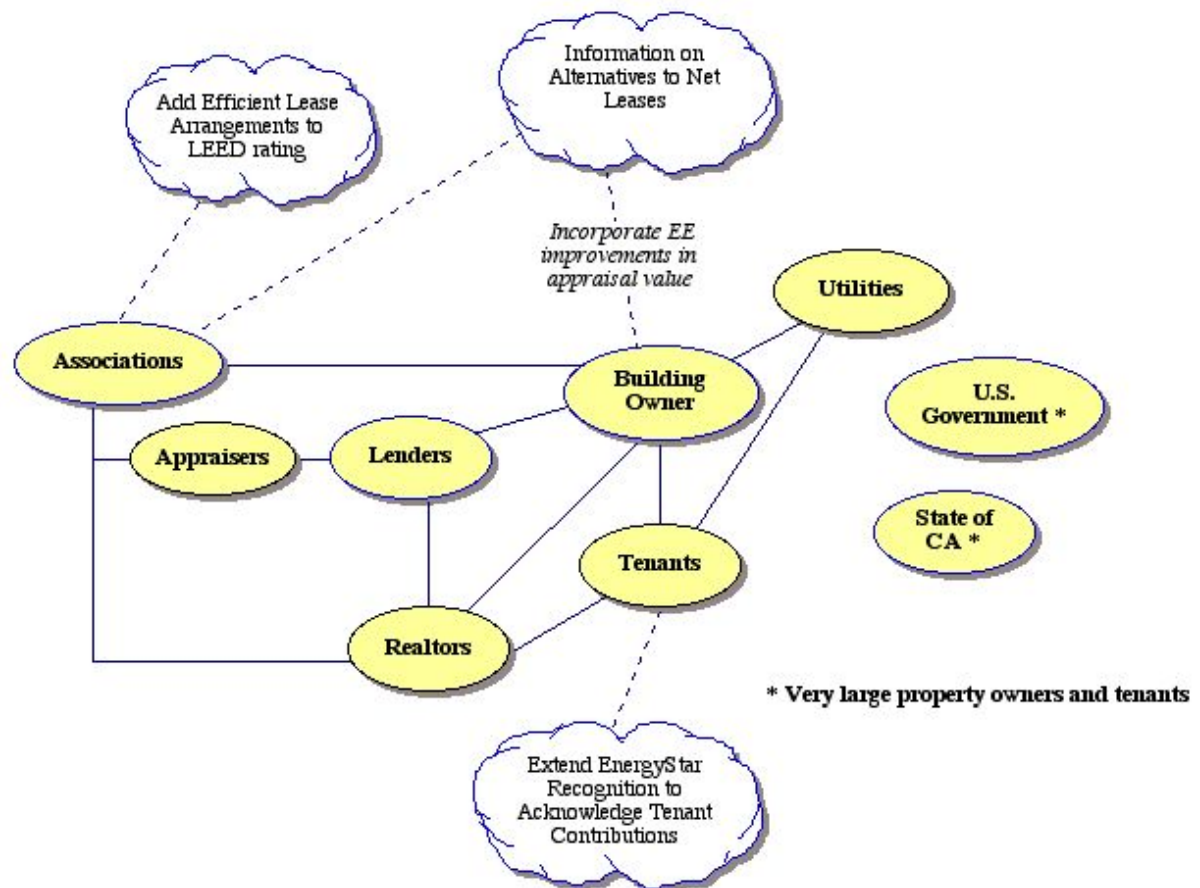 Information on
Alternatives to Net
Leases
Add Efficient Lease
Arrangements to
LEED rating
Incorporate EE
improvements in
appraisal value
Utilities
Associations
Building
Owner
U.S.
Government *
Appraisers
Lenders
State of
CA *
Tenants
Realtors
* Very large property owners and tenants
Extend EnergyStar
Recognition to
Acknowledge Tenant
Contributions